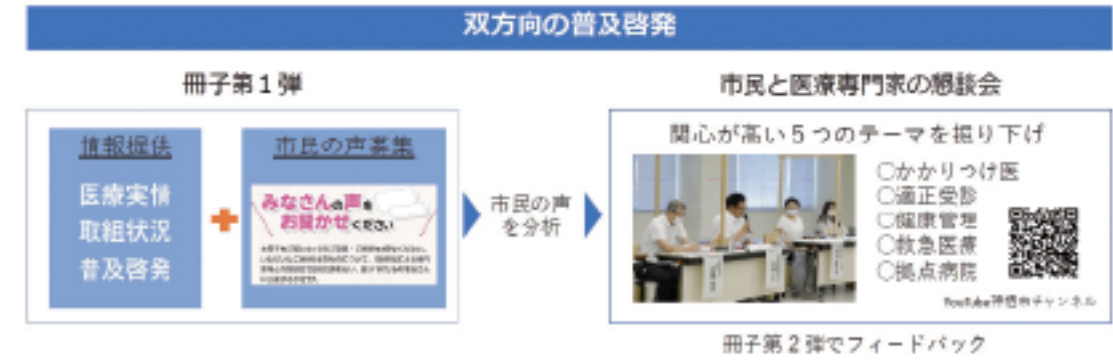 双方向の普及啓発
冊子第１弾
情報提供
医療実情
取組状況
普及啓発
市民の声募集
みなさんの声を
お聞かせください
市民の声
を分析
市民と医療専門家の懇談会
関心が高い５つのテーマを掘り下げ
○かかりつけ医
○適正受診
○健康管理
○救急医療
○拠点病院
YouTube神栖市チャンネル
冊子第２弾でフィードバック